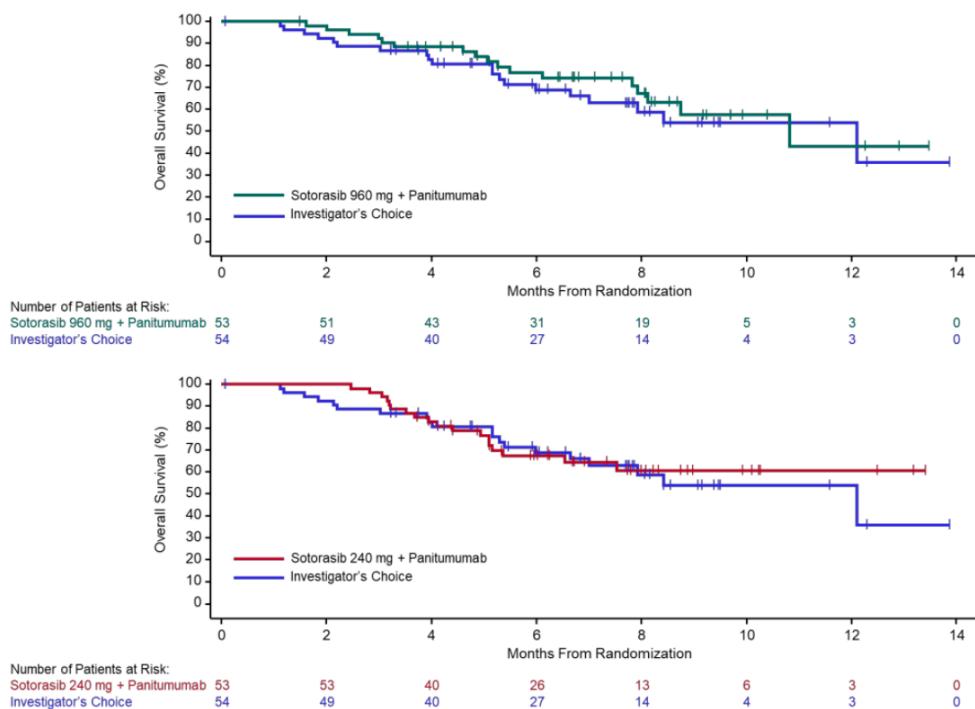 100
90
80
70
60
50
40
30
20
10
0
Overall Survival (%)
Sotorasib 960 mg + Panitumumab
Investigator's Choice
0 2 4 6 8 10 12 14
Months From Randomization
Number of Patients at Risk:
Sotorasib 960 mg + Panitumumab 53 51 43 31 19 5 3 0
Investigator's Choice 54 49 40 27 14 4 3 0
100
90
80
70
60
50
40
30
20
10
0
Overall Survival (%)
Sotorasib 240 mg + Panitumumab
Investigator's Choice
0 2 4 6 8 10 12 14
Months From Randomization
Number of Patients at Risk:
Sotorasib 240 mg + Panitumumab 53 53 40 26 13 6 3 0
Investigator's Choice 54 49 40 27 14 4 3 0